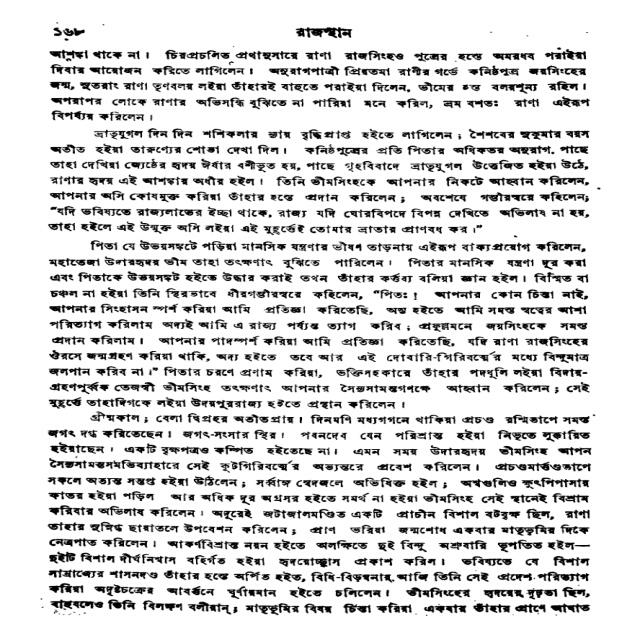 ১৬৮ রাজস্থান
আশঙ্কা থাকে না। চিরপ্রচলিত প্রথানুসারে রাণা রাজসিংহও পুত্রের হস্তে অমরধব পরাইয়া
দিবার আয়োজন করিতে লাগিলেন। অনুরাগপাত্রী প্রিয়তমা রাণীর গর্ভে কনিষ্ঠপুত্র জয়সিংহের
জন্ম, সুতরাং রাণা তৃণবলয় লইয়া তাঁহারই বাহুতে পরাইয়া দিলেন, ভীমের হস্ত বলয়শূন্য রহিল।
অপরাপর লোকে রাণার অভিসন্ধি বুঝিতে না পারিয়া মনে করিল, ভ্রম বশতঃ রাণা এইরূপ
বিপর্য্যয় করিলেন।
ভ্রাতৃযুগল দিন দিন শশিকলার ন্যায় বৃদ্ধিপ্রাপ্ত হইতে লাগিলেন; শৈশবের সুকুমার বয়স
অতীত হইয়া তারুণ্যের শোভা দেখা দিল। কনিষ্ঠপুত্রের প্রতি পিতার অধিকতর অনুরাগ, পাছে
তাহা দেখিয়া জ্যেষ্ঠের হৃদয় ঈর্ষার বশীভূত হয়, পাছে গৃহবিবাদে ভ্রাতৃযুগল উত্তেজিত হইয়া উঠে,
রাণার হৃদয় এই আশঙ্কায় অধীর হইল। তিনি ভীমসিংহকে আপনার নিকটে আহ্বান করিলেন,
আপনার অসি কোষমুক্ত করিয়া তাঁহার হস্তে প্রদান করিলেন; অবশেষে গম্ভীরস্বরে কহিলেন;
"যদি ভবিষ্যতে রাজ্যলাভের ইচ্ছা থাকে, রাজ্য যদি ঘোরবিপদে বিপন্ন দেখিতে অভিলাষ না হয়,
তাহা হইলে এই উন্মুক্ত অসি লইয়া এই মুহূর্ত্তেই তোমার ভ্রাতার প্রাণবধ কর।"
পিতা যে উভয়সঙ্কটে পড়িয়া মানসিক যন্ত্রণার ভীষণ তাড়নায় এইরূপ বাক্যপ্রয়োগ করিলেন,
মহাতেজা উদারহৃদয় ভীম তাহা তৎক্ষণাৎ বুঝিতে পারিলেন। পিতার মানসিক যন্ত্রণা দূর করা
এবং পিতাকে উভয়সঙ্কট হইতে উদ্ধার করাই তখন তাঁহার কর্ত্তব্য বলিয়া জ্ঞান হইল। বিস্মিত বা
চঞ্চল না হইয়া তিনি স্থিরভাবে ধীরগম্ভীরস্বরে কহিলেন, "পিতঃ! আপনার কোন চিন্তা নাই,
আপনার সিংহাসন স্পর্শ করিয়া আমি প্রতিজ্ঞা করিতেছি, অদ্য হইতে আমি সমস্ত স্বত্বের আশা
পরিত্যাগ করিলাম অদ্যই আমি এ রাজ্য পর্য্যন্ত ত্যাগ করিব; প্রফুল্লমনে জয়সিংহকে সমস্ত
প্রদান করিলাম। আপনার পাদস্পর্শ করিয়া আমি প্রতিজ্ঞা করিতেছি, যদি রাণা রাজসিংহের
ঔরসে জন্মগ্রহণ করিয়া থাকি, অদ্য হইতে তবে আর এই দোবারি-গিরিবর্ত্মের মধ্যে বিন্দুমাত্র
জলপান করিব না।" পিতার চরণে প্রণাম করিয়া, ভক্তিসহকারে তাঁহার পদধূলি লইয়া বিদায়-
গ্রহণপূর্ব্বক তেজস্বী ভীমসিংহ তৎক্ষণাৎ আপনার সৈন্যসামন্তগণকে আহ্বান করিলেন; সেই
মুহূর্ত্তে তাহাদিগকে লইয়া উদয়পুররাজ্য হইতে প্রস্থান করিলেন।
গ্রীষ্মকাল; বেলা দ্বিপ্রহর অতীতপ্রায়। দিনমণি মধ্যগগনে থাকিয়া প্রচণ্ড রশ্মিতাপে সমস্ত
জগৎ দগ্ধ করিতেছেন। জগৎ-সংসার স্থির। পবনদেব যেন পরিশ্রান্ত হইয়া নিভৃতে লুক্কায়িত
হইয়াছেন। একটি বৃক্ষপত্রও কম্পিত হইতেছে না। এমন সময় উদারহৃদয় ভীমসিংহ আপন
সৈন্যসামন্তসমভিব্যাহারে সেই কূটগিরিবর্ত্মের অভ্যন্তরে প্রবেশ করিলেন। প্রচণ্ডমার্ত্তণ্ডতাপে
সকলে অত্যন্ত সন্তপ্ত হইয়া উঠিলেন; সর্ব্বাঙ্গ স্বেদজলে অভিষিক্ত হইল; অশ্বগুলিও ক্ষুৎপিপাসায়
কাতর হইয়া পড়িল আর অধিক দূর অগ্রসর হইতে সমর্থ না হইয়া ভীমসিংহ সেই স্থানেই বিশ্রাম
করিবার অভিলাষ করিলেন। অদূরেই জটাজালমণ্ডিত একটি প্রাচীন বিশাল বটবৃক্ষ ছিল, রাণা
তাহার সুস্নিগ্ধ ছায়াতলে উপবেশন করিলেন; প্রাণ ভরিয়া জন্মশোধ একবার মাতৃভূমির দিকে
নেত্রপাত করিলেন। আকর্ণবিশ্রান্ত নয়ন হইতে অলক্ষিতে দুই বিন্দু অশ্রুবারি ভূপতিত হইল—
দুইটি বিশাল দীর্ঘনিশ্বাস বহির্গত হইয়া হৃদয়োচ্ছ্বাস প্রকাশ করিল। ভবিষ্যতে যে বিশাল
সাম্রাজ্যের শাসনদণ্ড তাঁহার হস্তে অর্পিত হইত, বিধি-বিড়ম্বনায়, আজি তিনি সেই প্রদেশ পরিত্যাগ
করিয়া অদৃষ্টচক্রের আবর্ত্তনে ঘূর্ণায়মান হইতে চলিলেন। ভীমসিংহের হৃদয়ের দৃঢ়তা ছিল,
বাহুবলেও তিনি বিলক্ষণ বলীয়ান্; মাতৃভূমির বিষয় চিন্তা করিয়া একবার তাঁহার প্রাণে আঘাত